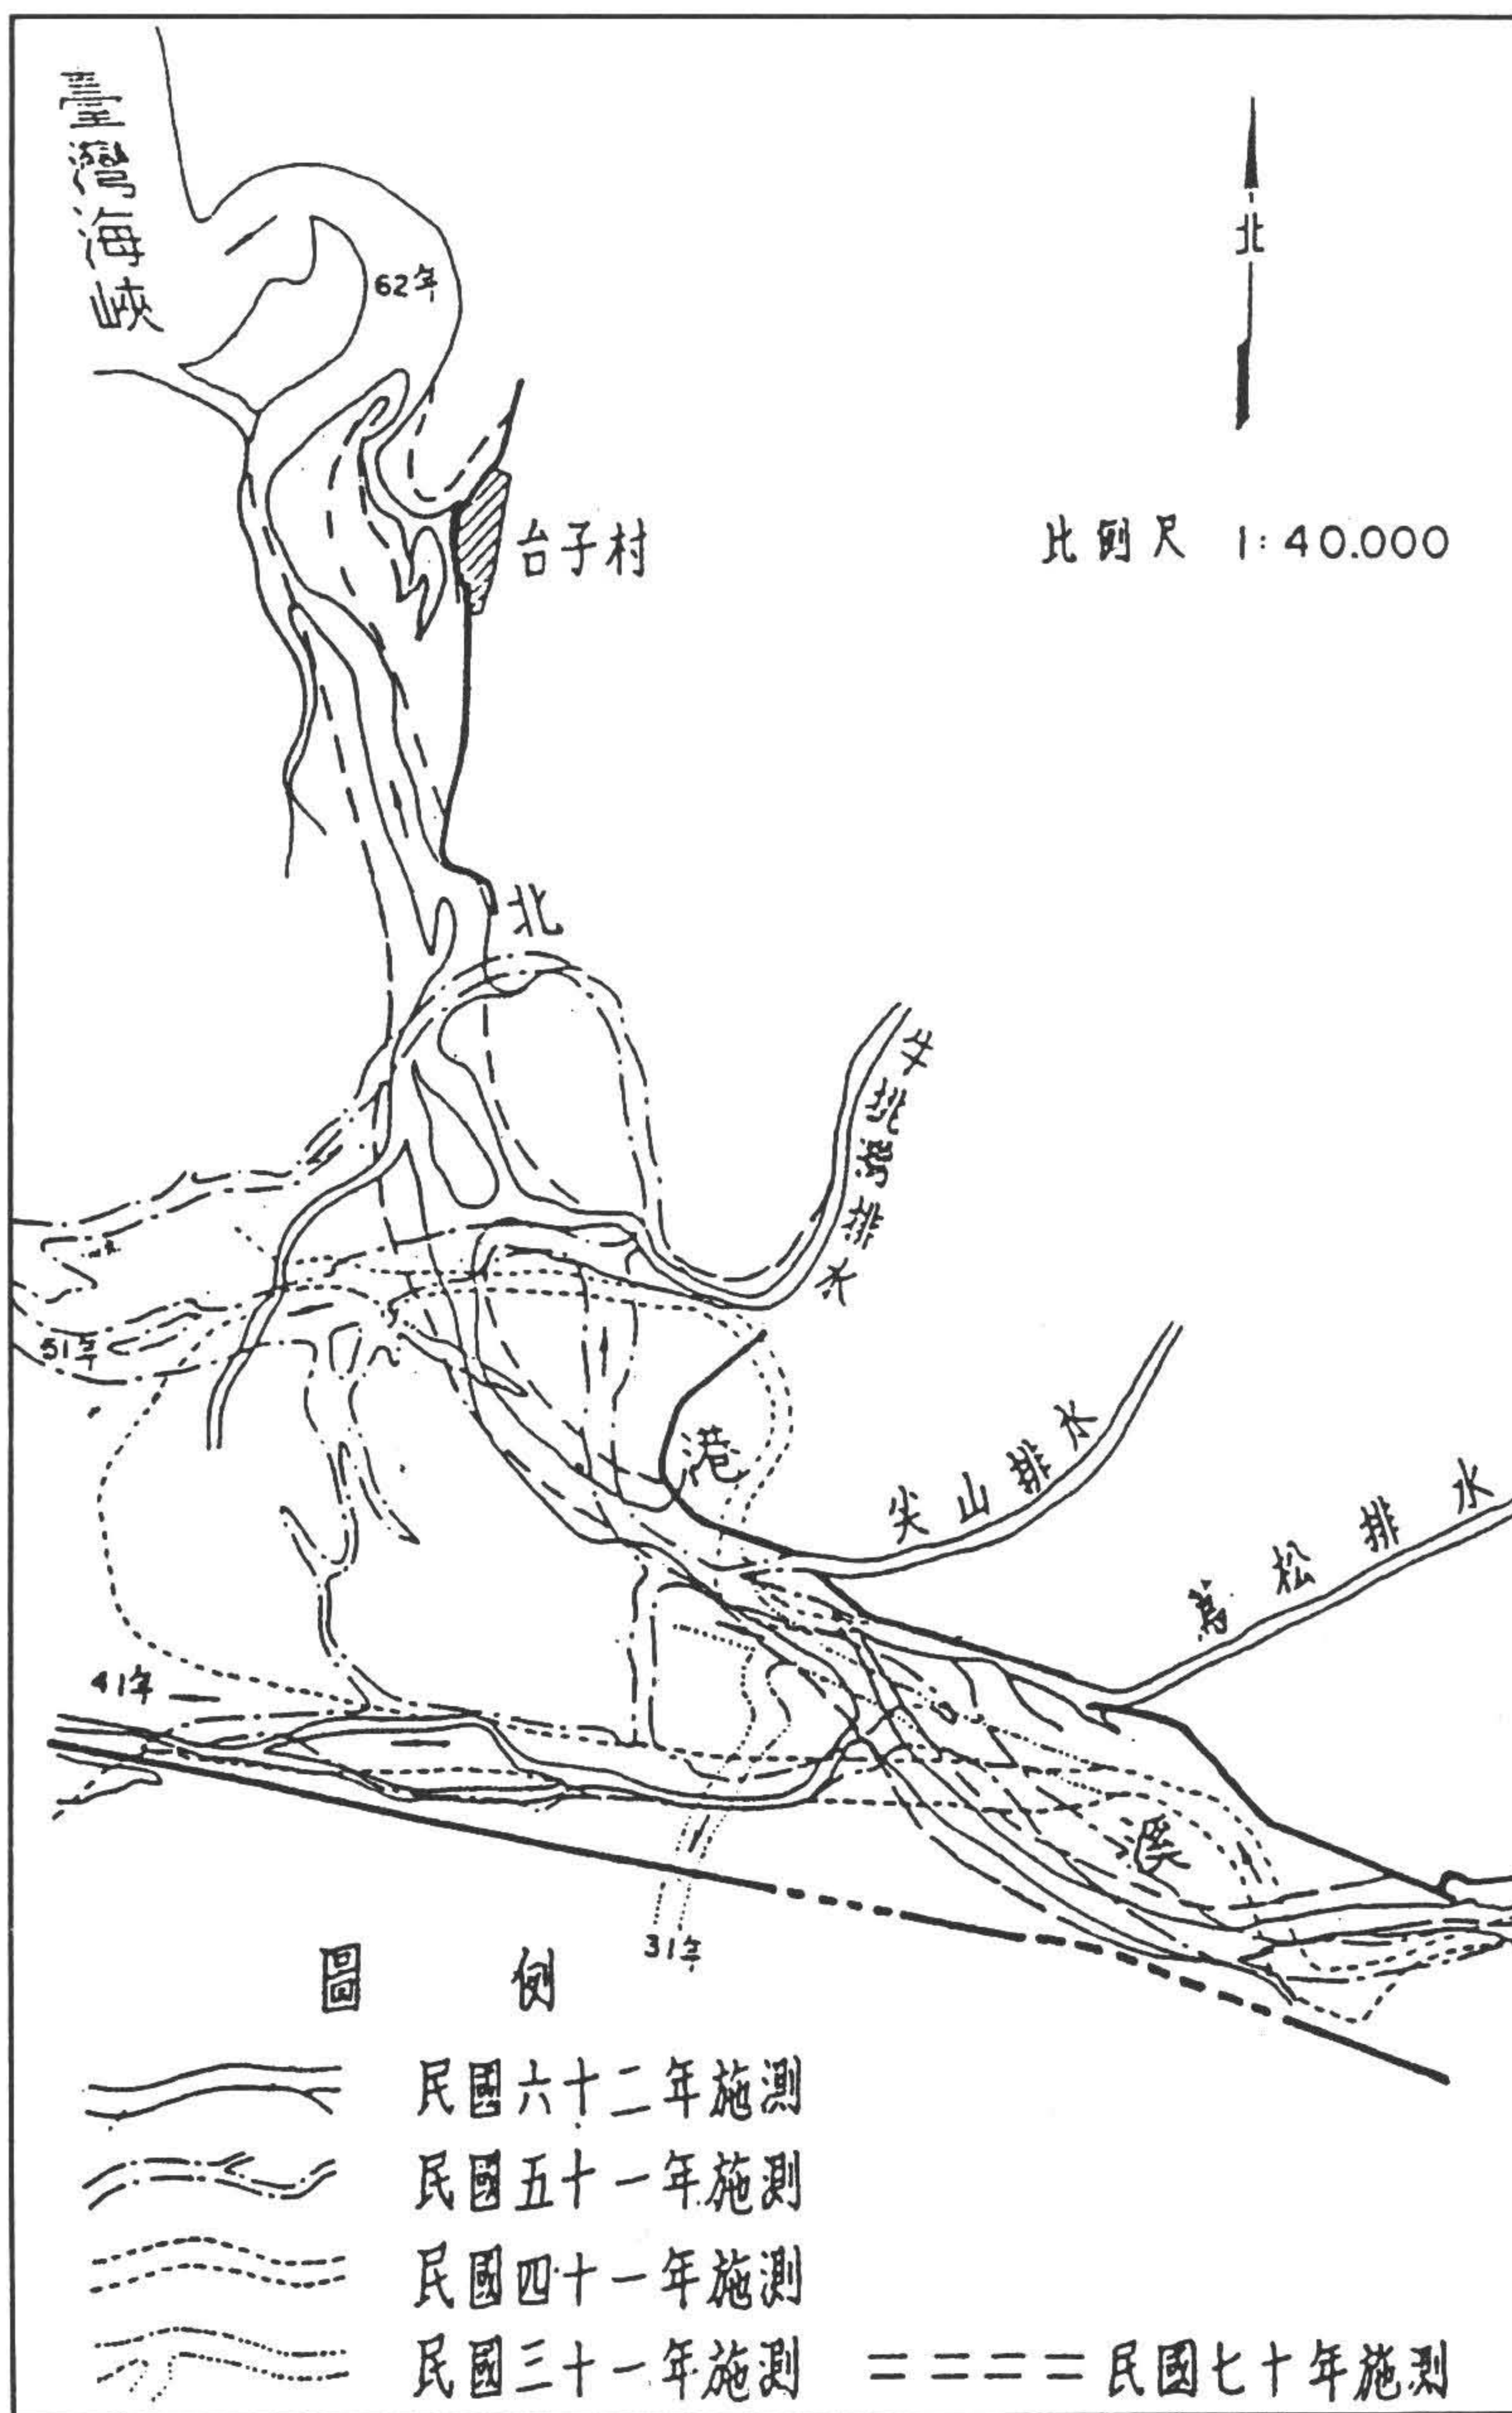 臺灣海峽
62年
北
台子村
比例尺 1:40.000
北
牛挑灣排水
51年
港
尖山排水
蔦松排水
41年
溪
31年
圖 例
民國六十二年施測
民國五十一年施測
民國四十一年施測
民國三十一年施測
民國七十年施測